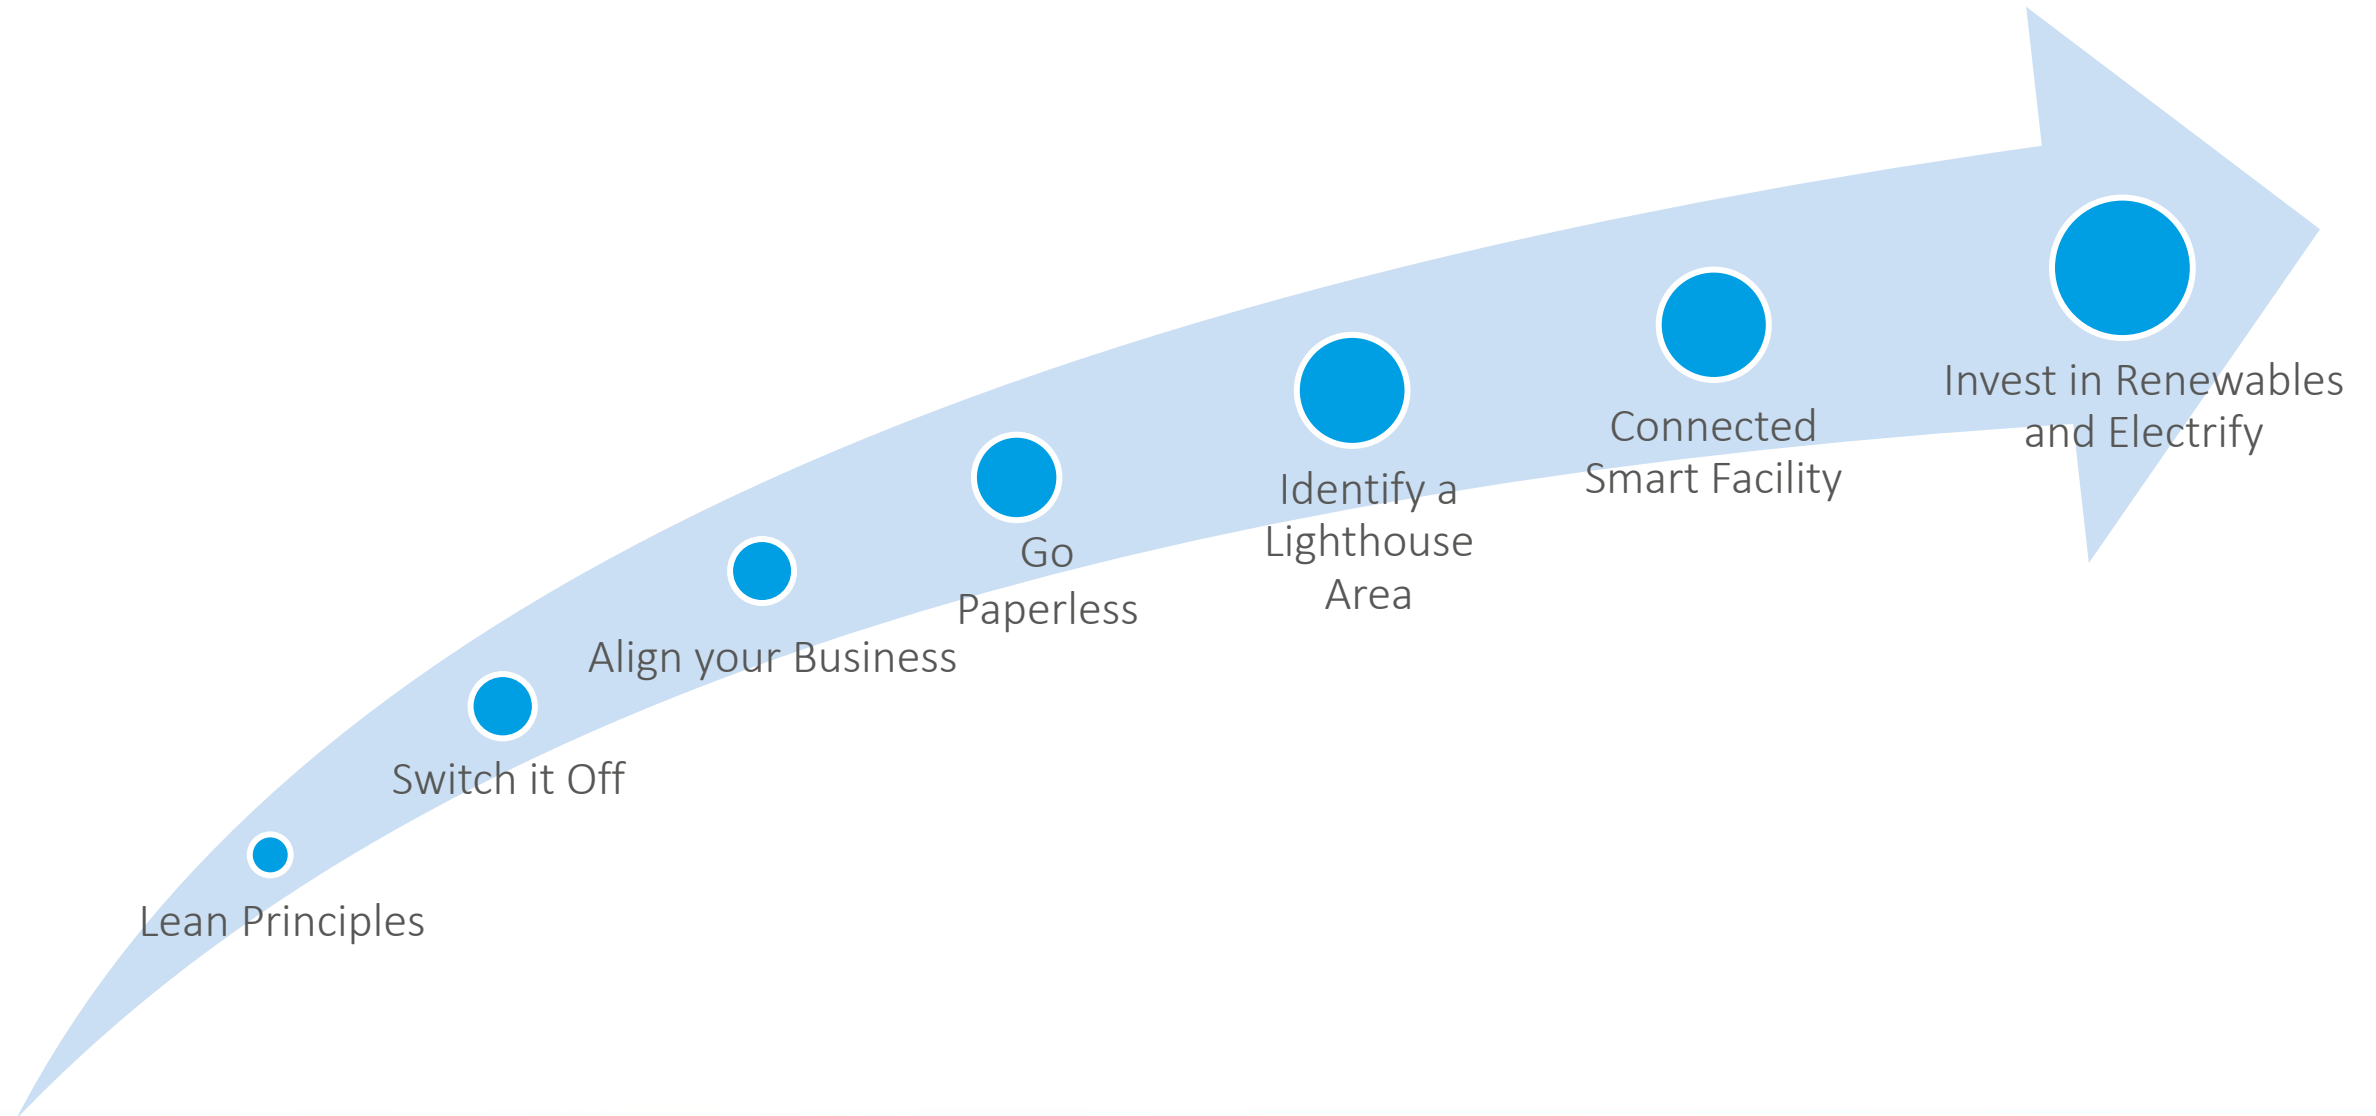 Lean Principles
Switch it Off
Align your Business
Go
Paperless
Identify a
Lighthouse
Area
Connected
Smart Facility
Invest in Renewables
and Electrify